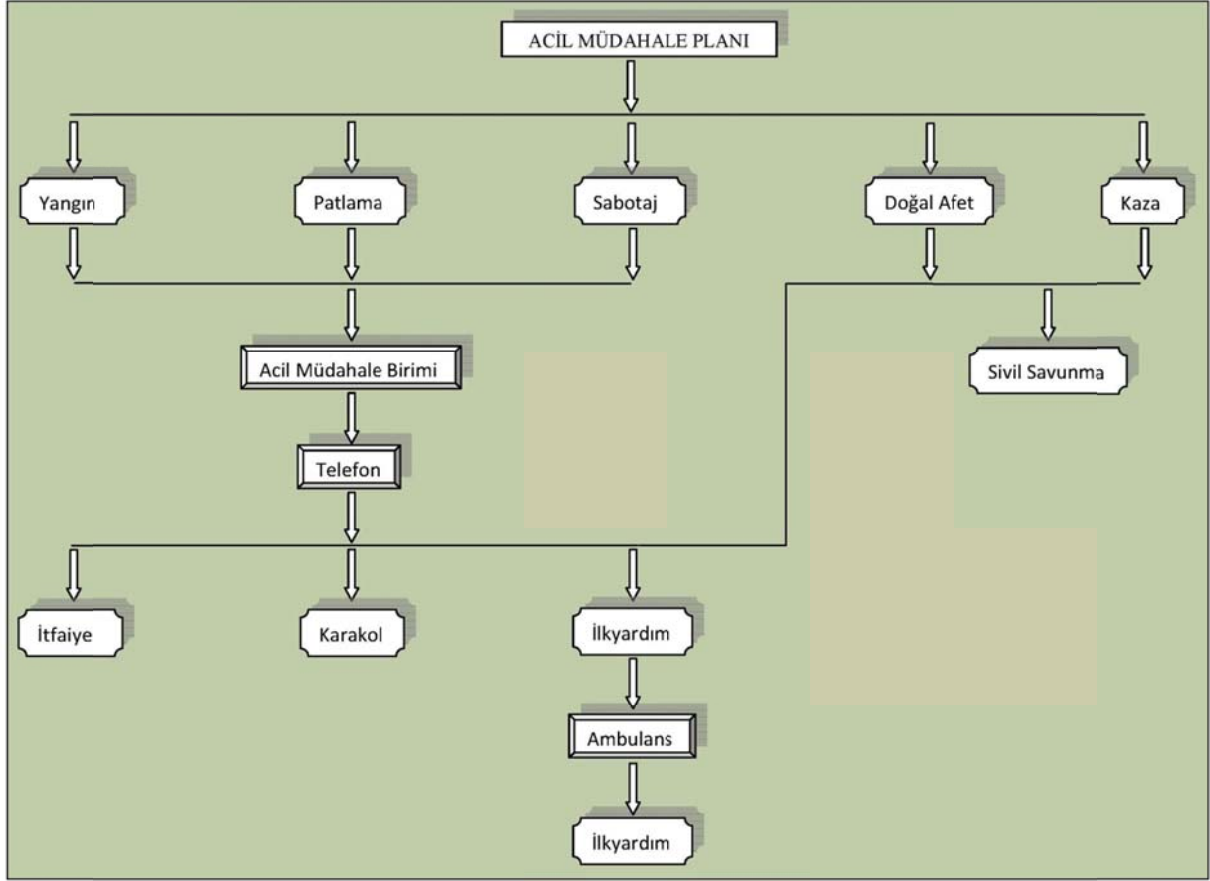 ACİL MÜDAHALE PLANI
Yangın
Patlama
Sabotaj
Doğal Afet
Kaza
Acil Müdahale Birimi
Sivil Savunma
Telefon
İtfaiye
Karakol
İlkyardım
Ambulans
İlkyardım